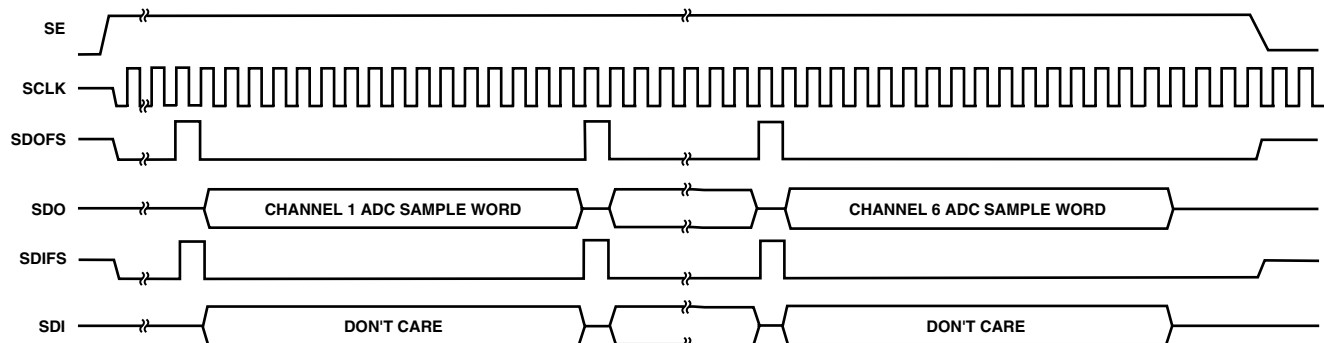 SE
SCLK
SDOFS
SDO
CHANNEL 1 ADC SAMPLE WORD
CHANNEL 6 ADC SAMPLE WORD
SDIFS
SDI
DON'T CARE
DON'T CARE